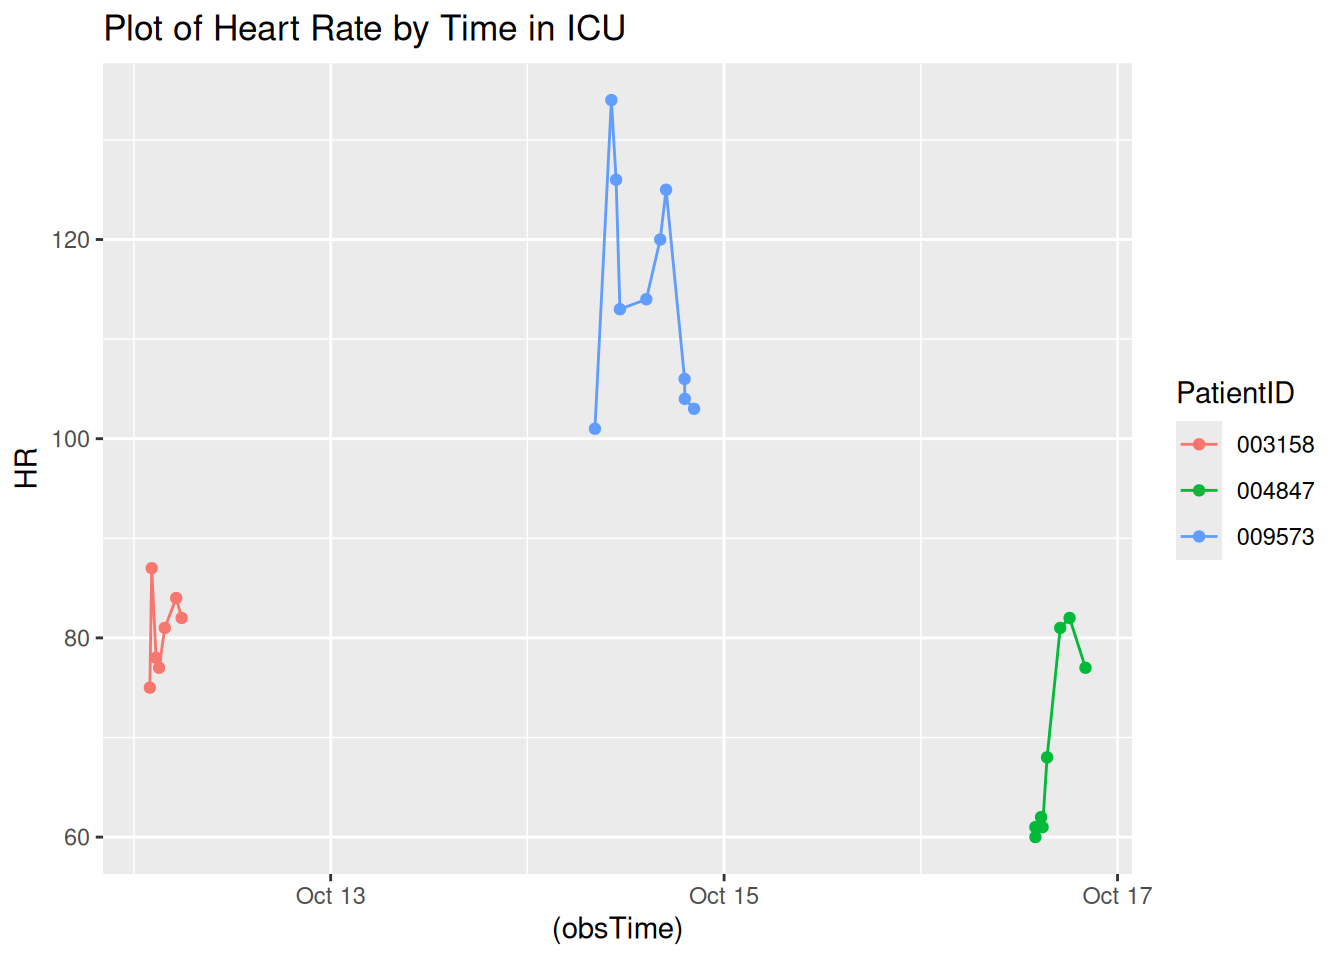 Plot of Heart Rate by Time in ICU
HR
120
100
80
60
Oct 13
Oct 15
Oct 17
(obsTime)
PatientID
003158
004847
009573